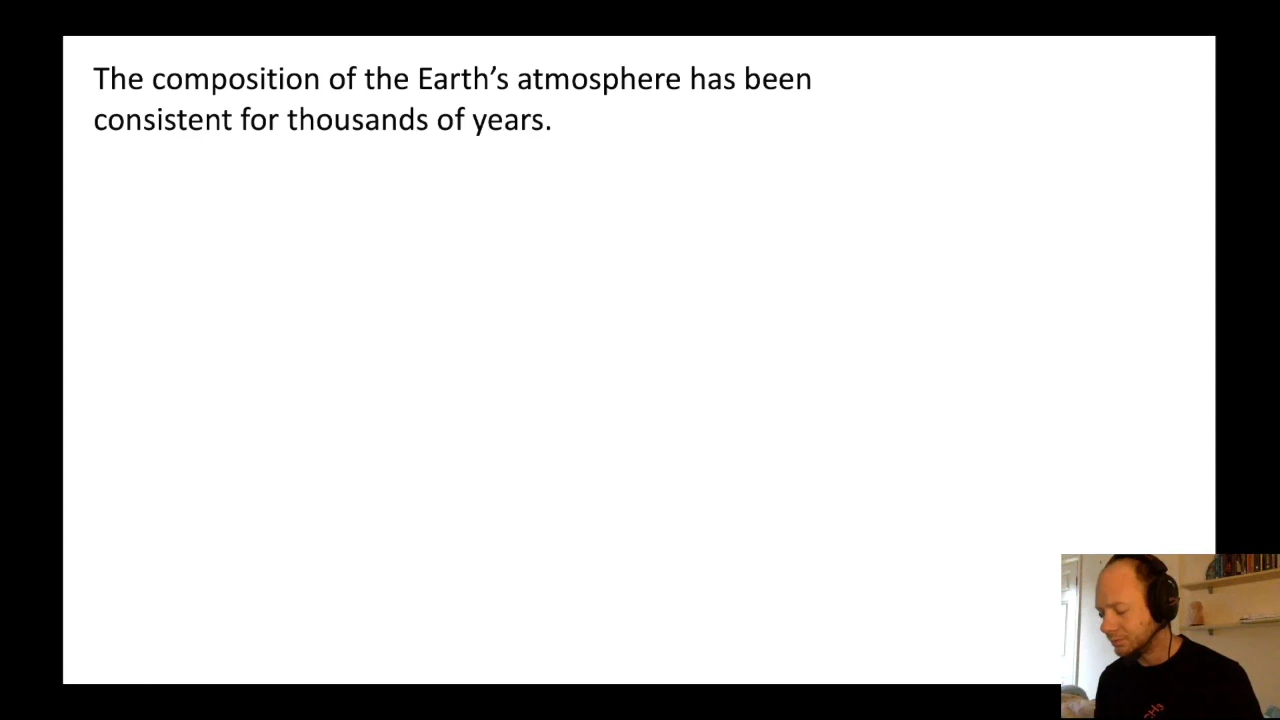 The composition of the Earth’s atmosphere has been
consistent for thousands of years.